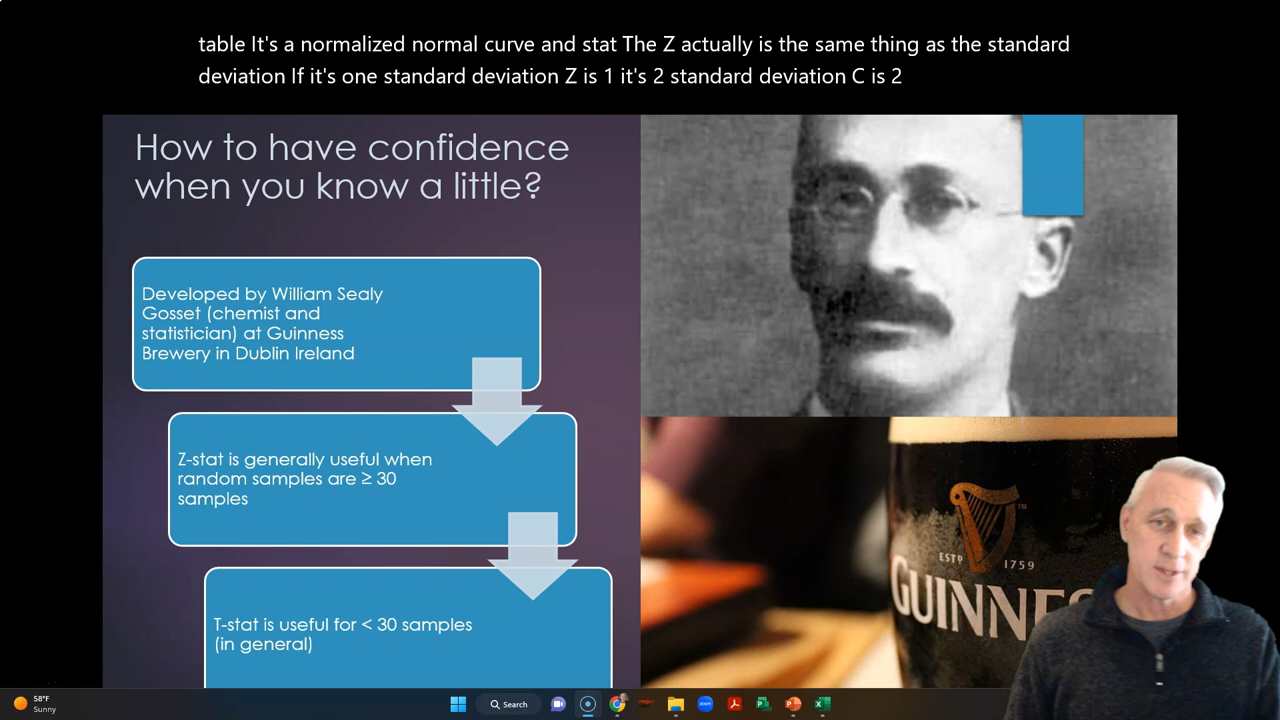 table It's a normalized normal curve and stat The Z actually is the same thing as the standard
deviation If it's one standard deviation Z is 1 it's 2 standard deviation C is 2
How to have confidence
when you know a little?
Developed by William Sealy
Gosset (chemist and
statistician) at Guinness
Brewery in Dublin Ireland
Z-stat is generally useful when
random samples are ≥ 30
samples
T-stat is useful for < 30 samples
(in general)
TM
ESTD 1759
GUINNES
58°F
Sunny
Search
zoom